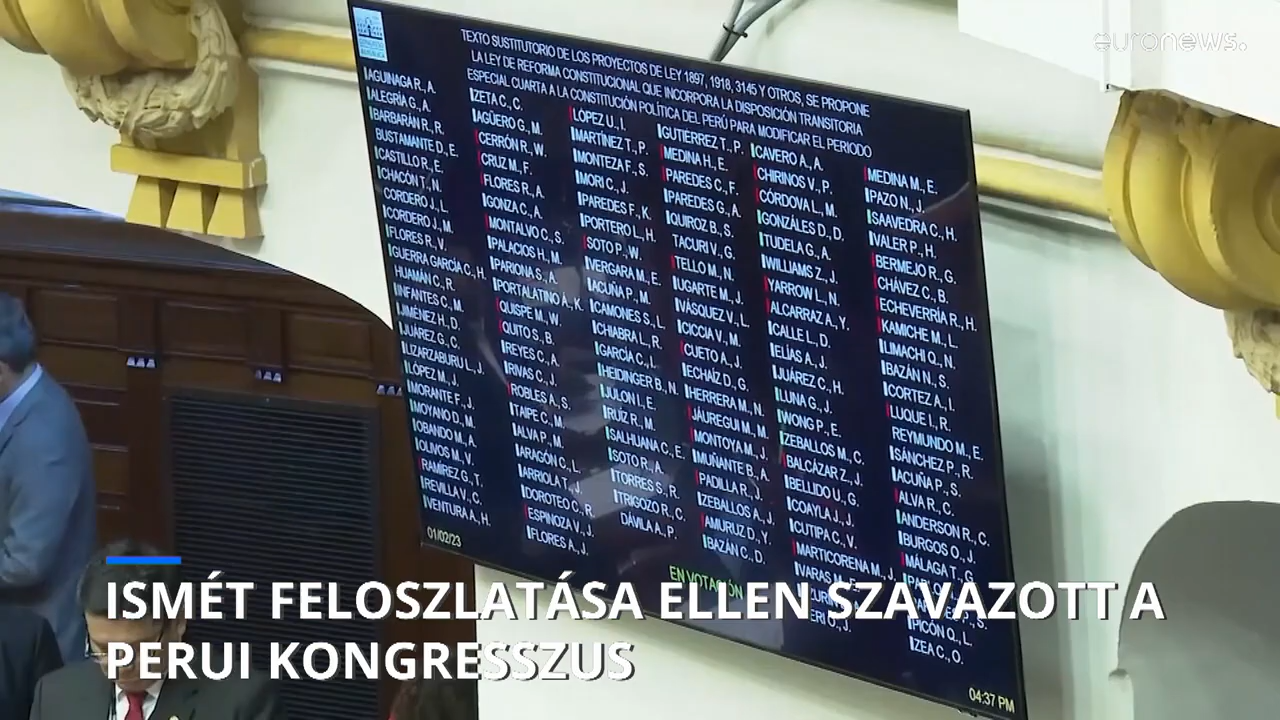 euronews.
TEXTO SUSTITUTORIO DE LOS PROYECTOS DE LEY 1897, 1918, 3145 Y OTROS, SE PROPONE
LA LEY DE REFORMA CONSTITUCIONAL QUE INCORPORA LA DISPOSICIÓN TRANSITORIA
ESPECIAL CUARTA A LA CONSTITUCIÓN POLÍTICA DEL PERÚ PARA MODIFICAR EL PERIODO
AGUINAGA R., A.
ALEGRÍA G., A.
BARBARÁN R., R.
BUSTAMANTE D., E.
CASTILLO R., E.
CHACÓN T., N.
CORDERO J., L.
CORDERO J., M.
FLORES R., V.
GUERRA GARCÍA C., H.
HUAMÁN C., R.
INFANTES C., M.
JIMÉNEZ H., D.
JUÁREZ G., C.
LIZARZABURU L., J.
LÓPEZ M., J.
MORANTE F., J.
MOYANO D., M.
OBANDO M., A.
OLIVOS M., V.
RAMÍREZ G., T.
REVILLA V., C.
VENTURA A., H.
ZETA C., C.
AGÜERO G., M.
CERRÓN R., W.
CRUZ M., F.
FLORES R., A.
GONZA C., A.
MONTALVO C., S.
PALACIOS H., M.
PARIONA S., A.
PORTALATINO A., K.
QUISPE M., W.
QUITO S., B.
REYES C., A.
RIVAS C., J.
ROBLES A., S.
TAIPE C., M.
ALVA P., M.
ARAGÓN C., L.
ARRIOLA T., J.
DOROTEO C., R.
ESPINOZA V., J.
FLORES A., J.
LÓPEZ U., I.
MARTÍNEZ T., P.
MONTEZA F., S.
MORI C., J.
PAREDES F., K.
PORTERO L., H.
SOTO P., W.
VERGARA M., E.
ACUÑA P., M.
CAMONES S., L.
CHIABRA L., R.
GARCÍA C., L.
HEIDINGER B., N.
JULON I., E.
RUÍZ R., M.
SALHUANA C., E.
SOTO R., A.
TORRES S., R.
TRIGOZO R., C.
DÁVILA A., P.
GUTIERREZ T., P.
MEDINA H., E.
PAREDES C., F.
PAREDES G., A.
QUIROZ B., S.
TACURI V., G.
TELLO M., N.
UGARTE M., J.
VÁSQUEZ V., L.
CICCIA V., M.
CUETO A., J.
ECHAÍZ D., G.
HERRERA M., N.
JÁUREGUI M., M.
MONTOYA M., J.
MUÑANTE B., A.
PADILLA R., J.
ZEBALLOS A., J.
AMURUZ D., Y.
BAZÁN C., D.
CAVERO A., A.
CHIRINOS V., P.
CÓRDOVA L., M.
GONZÁLES D., D.
TUDELA G., A.
WILLIAMS Z., J.
YARROW L., N.
ALCARRAZ A., Y.
CALLE L., D.
ELÍAS A., J.
JUÁREZ C., H.
LUNA G., J.
WONG P., E.
ZEBALLOS M., C.
BALCÁZAR Z., J.
BELLIDO U., G.
COAYLA J., J.
CUTIPA C., V.
MARTICORENA M., J.
VARAS M., E.
MEDINA M., E.
PAZO N., J.
SAAVEDRA C., H.
VALER P., H.
BERMEJO R., G.
CHÁVEZ C., B.
ECHEVERRÍA R., H.
KAMICHE M., L.
LIMACHI Q., N.
BAZÁN N., S.
CORTEZ A., I.
LUQUE I., R.
REYMUNDO M., E.
SÁNCHEZ P., R.
ACUÑA P., S.
ALVA R., C.
ANDERSON R., C.
BURGOS O., J.
MÁLAGA T., G.
PICÓN Q., L.
ZEA C., O.
01/02/23
EN VOTACIÓN
04:37 PM
ISMÉT FELOSZLATÁSA ELLEN SZAVAZOTT A
PERUI KONGRESSZUS